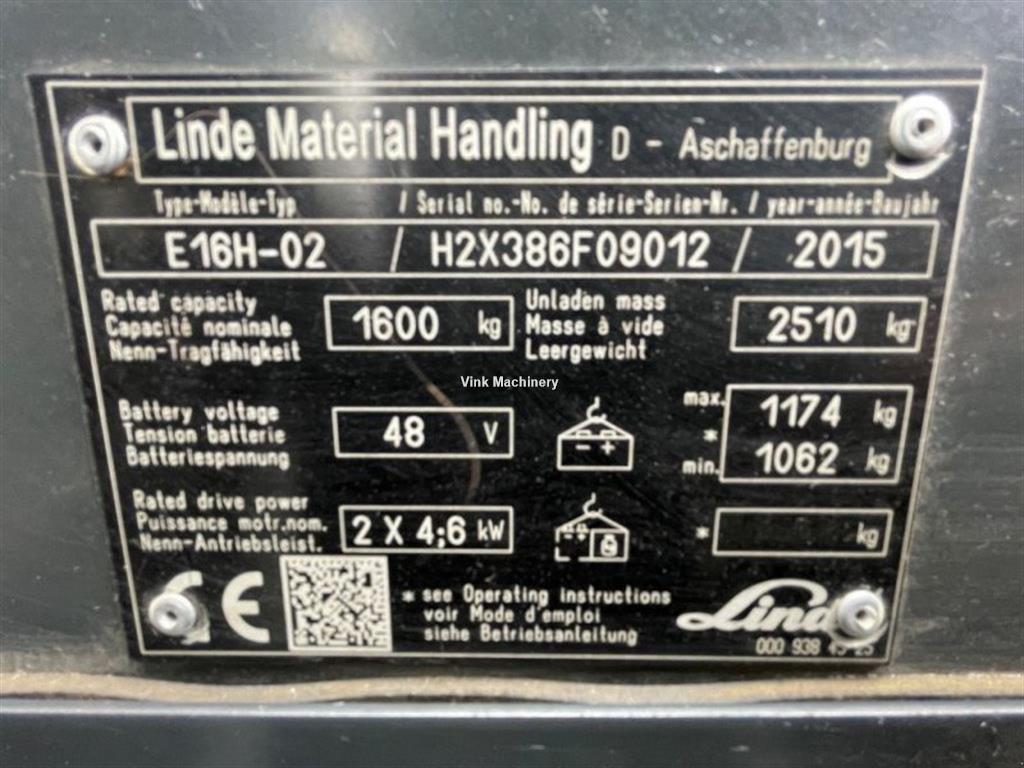 Linde Material Handling D - Aschaffenburg
Type-Modèle-Typ / Serial no.-No. de série-Serien-Nr. / year-année-Baujahr
E16H-02 / H2X386F09012 / 2015
Rated capacity
Capacité nominale
Nenn-Tragfähigkeit
1600 kg
Unladen mass
Masse à vide
Leergewicht
2510 kg
Vink Machinery
Battery voltage
Tension batterie
Batteriespannung
48 V
- +
max. 1174 kg
*
min. 1062 kg
Rated drive power
Puissance motr.nom.
Nenn-Antriebsleist.
2 X 4;6 kW
* kg
CE
* see Operating instructions
voir Mode d'emploi
siehe Betriebsanleitung
Linde
000 938